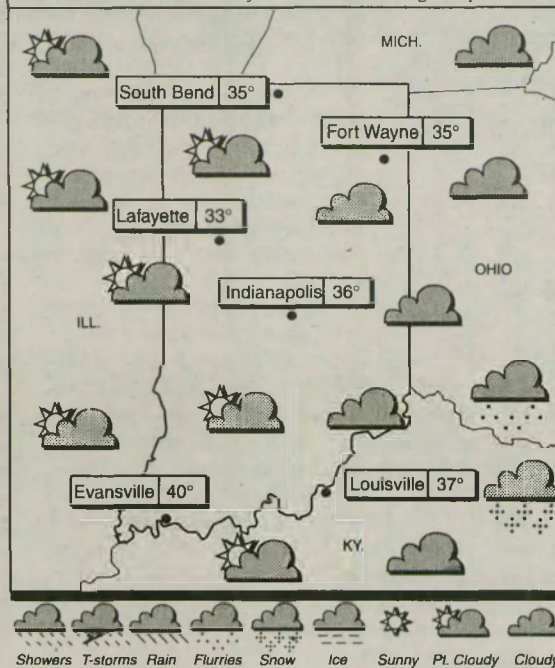 MICH.
South Bend 35°
Fort Wayne 35°
Lafayette 33°
OHIO
Indianapolis 36°
ILL.
Evansville 40°
Louisville 37°
KY.
Showers T-storms Rain Flurries Snow Ice Sunny Pt. Cloudy